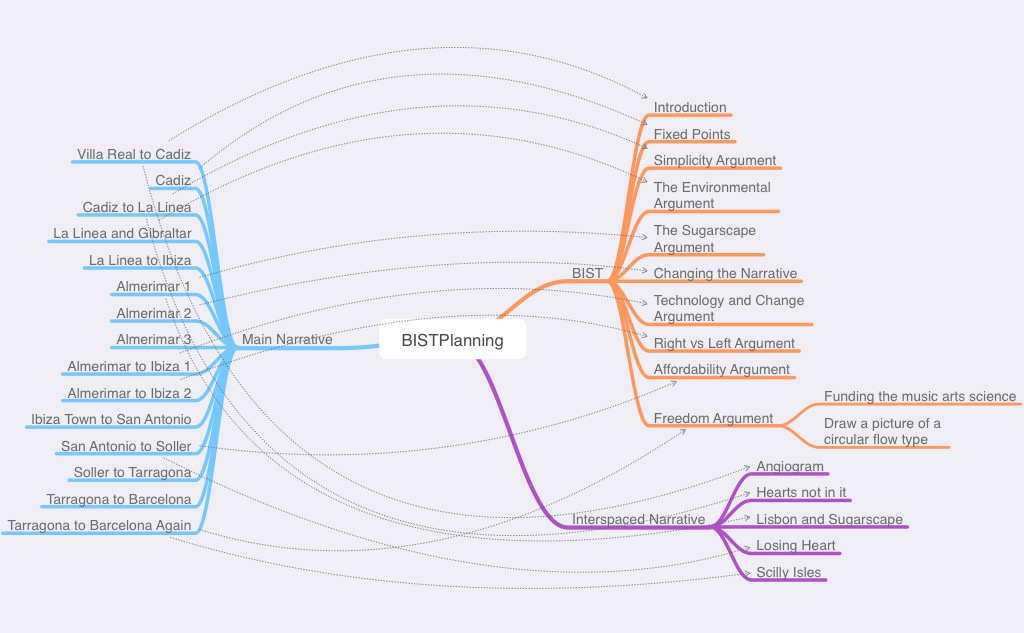 Villa Real to Cadiz
Cadiz
Cadiz to La Linea
La Linea and Gibraltar
La Linea to Ibiza
Almerimar 1
Almerimar 2
Almerimar 3
Almerimar to Ibiza 1
Almerimar to Ibiza 2
Ibiza Town to San Antonio
San Antonio to Soller
Soller to Tarragona
Tarragona to Barcelona
Tarragona to Barcelona Again
Main Narrative
BISTPlanning
BIST
Introduction
Fixed Points
Simplicity Argument
The Environmental
Argument
The Sugarscape
Argument
Changing the Narrative
Technology and Change
Argument
Right vs Left Argument
Affordability Argument
Freedom Argument
Funding the music arts science
Draw a picture of a
circular flow type
Interspaced Narrative
Angiogram
Hearts not in it
Lisbon and Sugarscape
Losing Heart
Scilly Isles